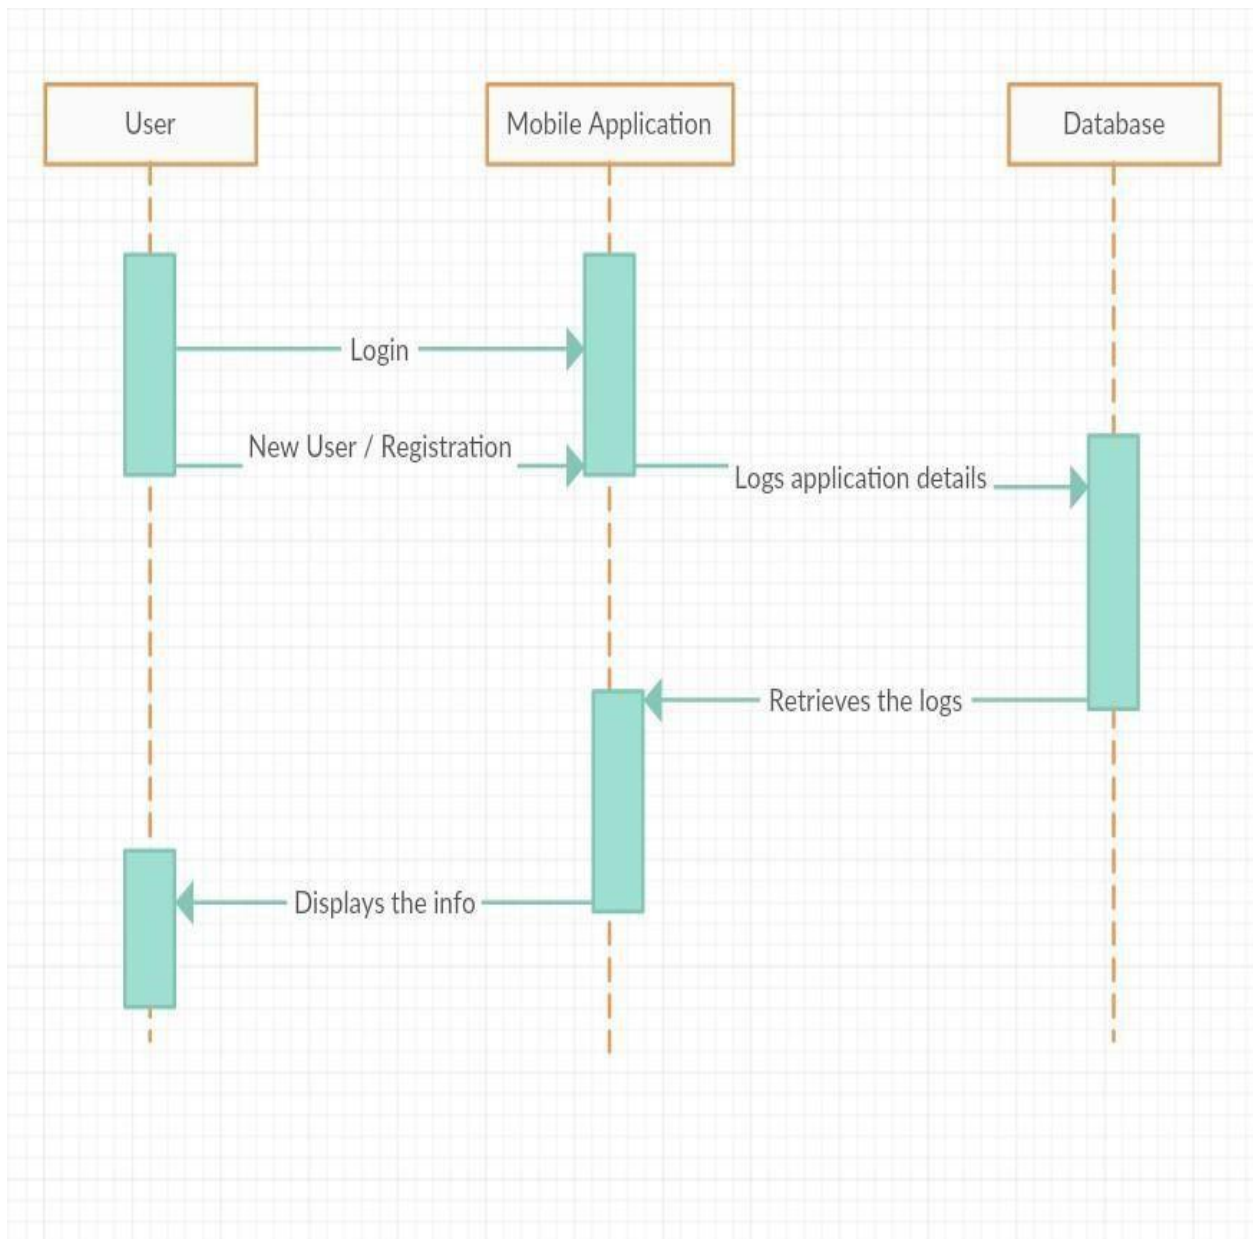 User
Mobile Application
Database
Login
New User / Registration
Logs application details
Retrieves the logs
Displays the info